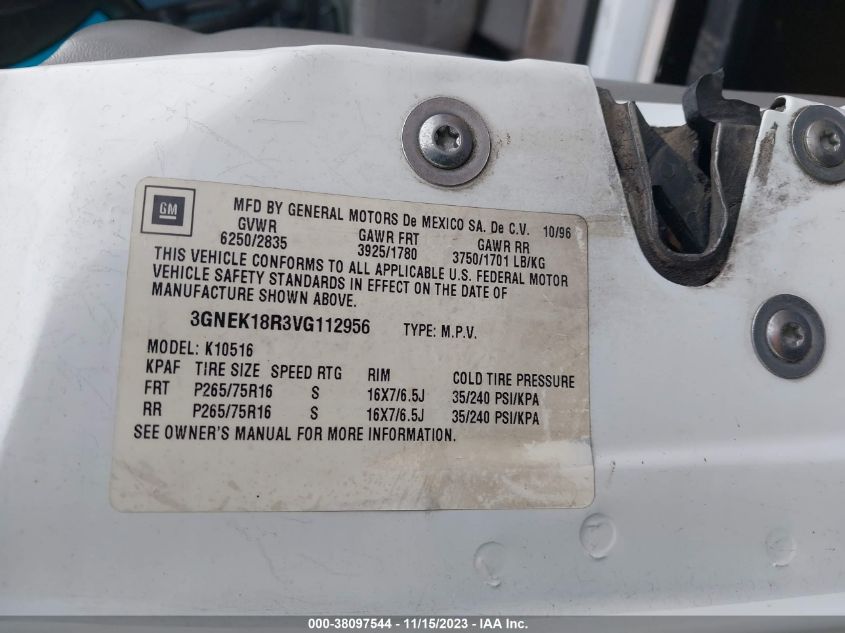 GM
MFD BY GENERAL MOTORS De MEXICO SA. De C.V. 10/96
GVWR GAWR FRT GAWR RR
6250/2835 3925/1780 3750/1701 LB/KG
THIS VEHICLE CONFORMS TO ALL APPLICABLE U.S. FEDERAL MOTOR
VEHICLE SAFETY STANDARDS IN EFFECT ON THE DATE OF
MANUFACTURE SHOWN ABOVE.
3GNEK18R3VG112956 TYPE: M.P.V.
MODEL: K10516
KPAF TIRE SIZE SPEED RTG RIM COLD TIRE PRESSURE
FRT P265/75R16 S 16X7/6.5J 35/240 PSI/KPA
RR P265/75R16 S 16X7/6.5J 35/240 PSI/KPA
SEE OWNER'S MANUAL FOR MORE INFORMATION.
000-38097544 - 11/15/2023 - IAA Inc.